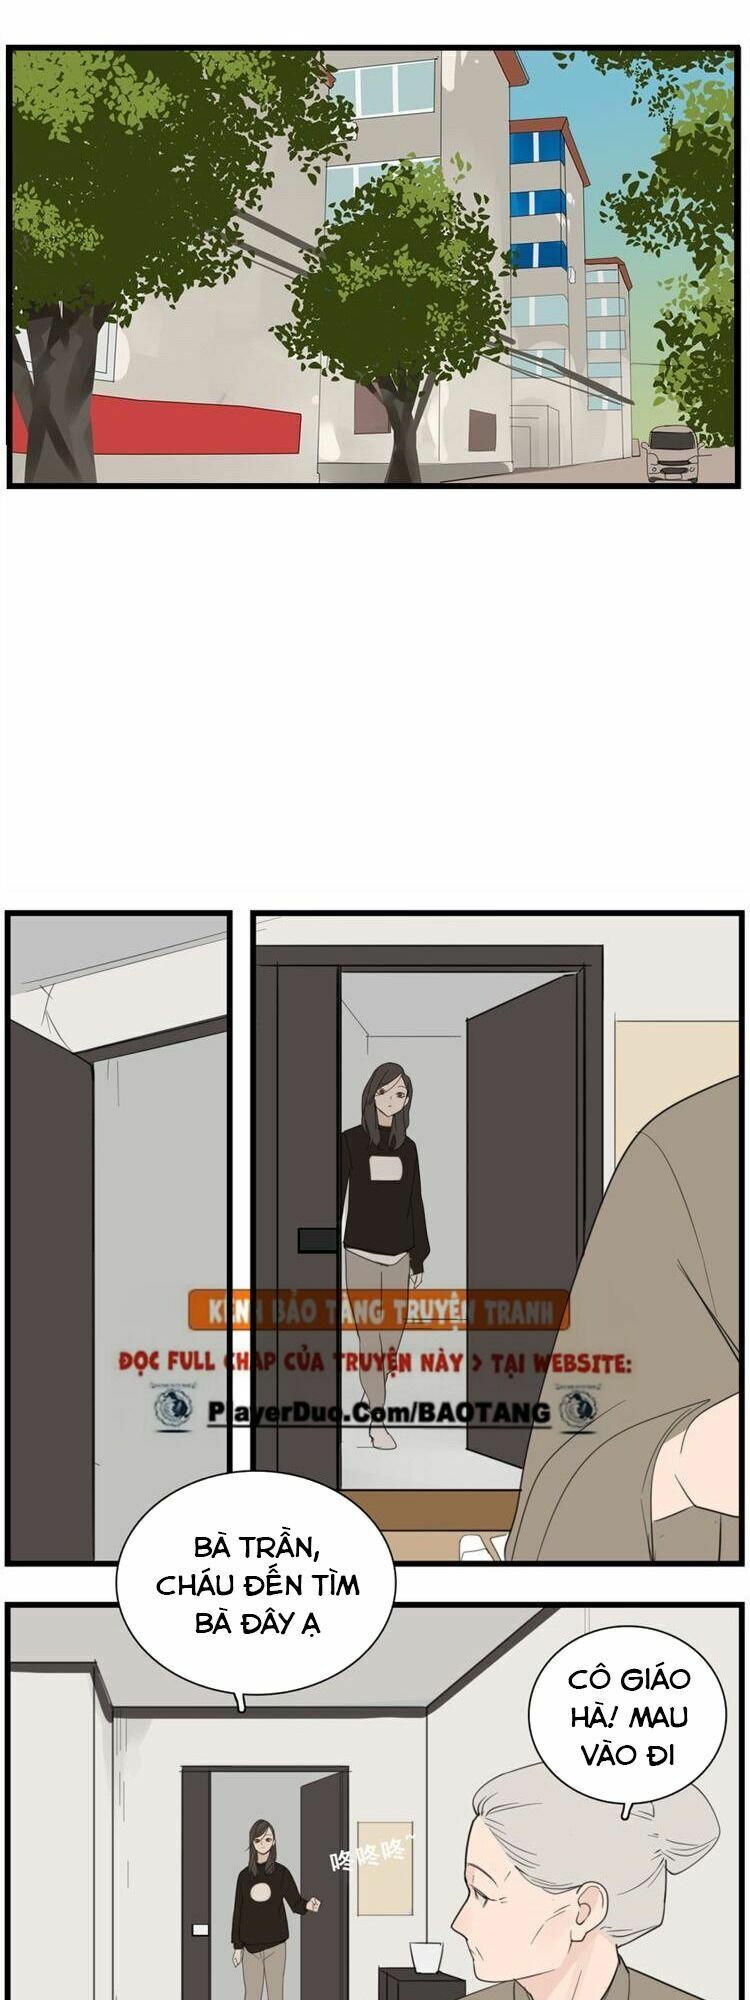 KÊNH BẢO TÀNG TRUYỆN TRANH
ĐỌC FULL CHAP CỦA TRUYỆN NÀY > TẠI WEBSITE:
PlayerDuo.Com/BAOTANG
BÀ TRẦN,
CHÁU ĐẾN TÌM
BÀ ĐÂY Ạ
CÔ GIÁO
HÀ! MAU
VÀO ĐI
咚咚咚~